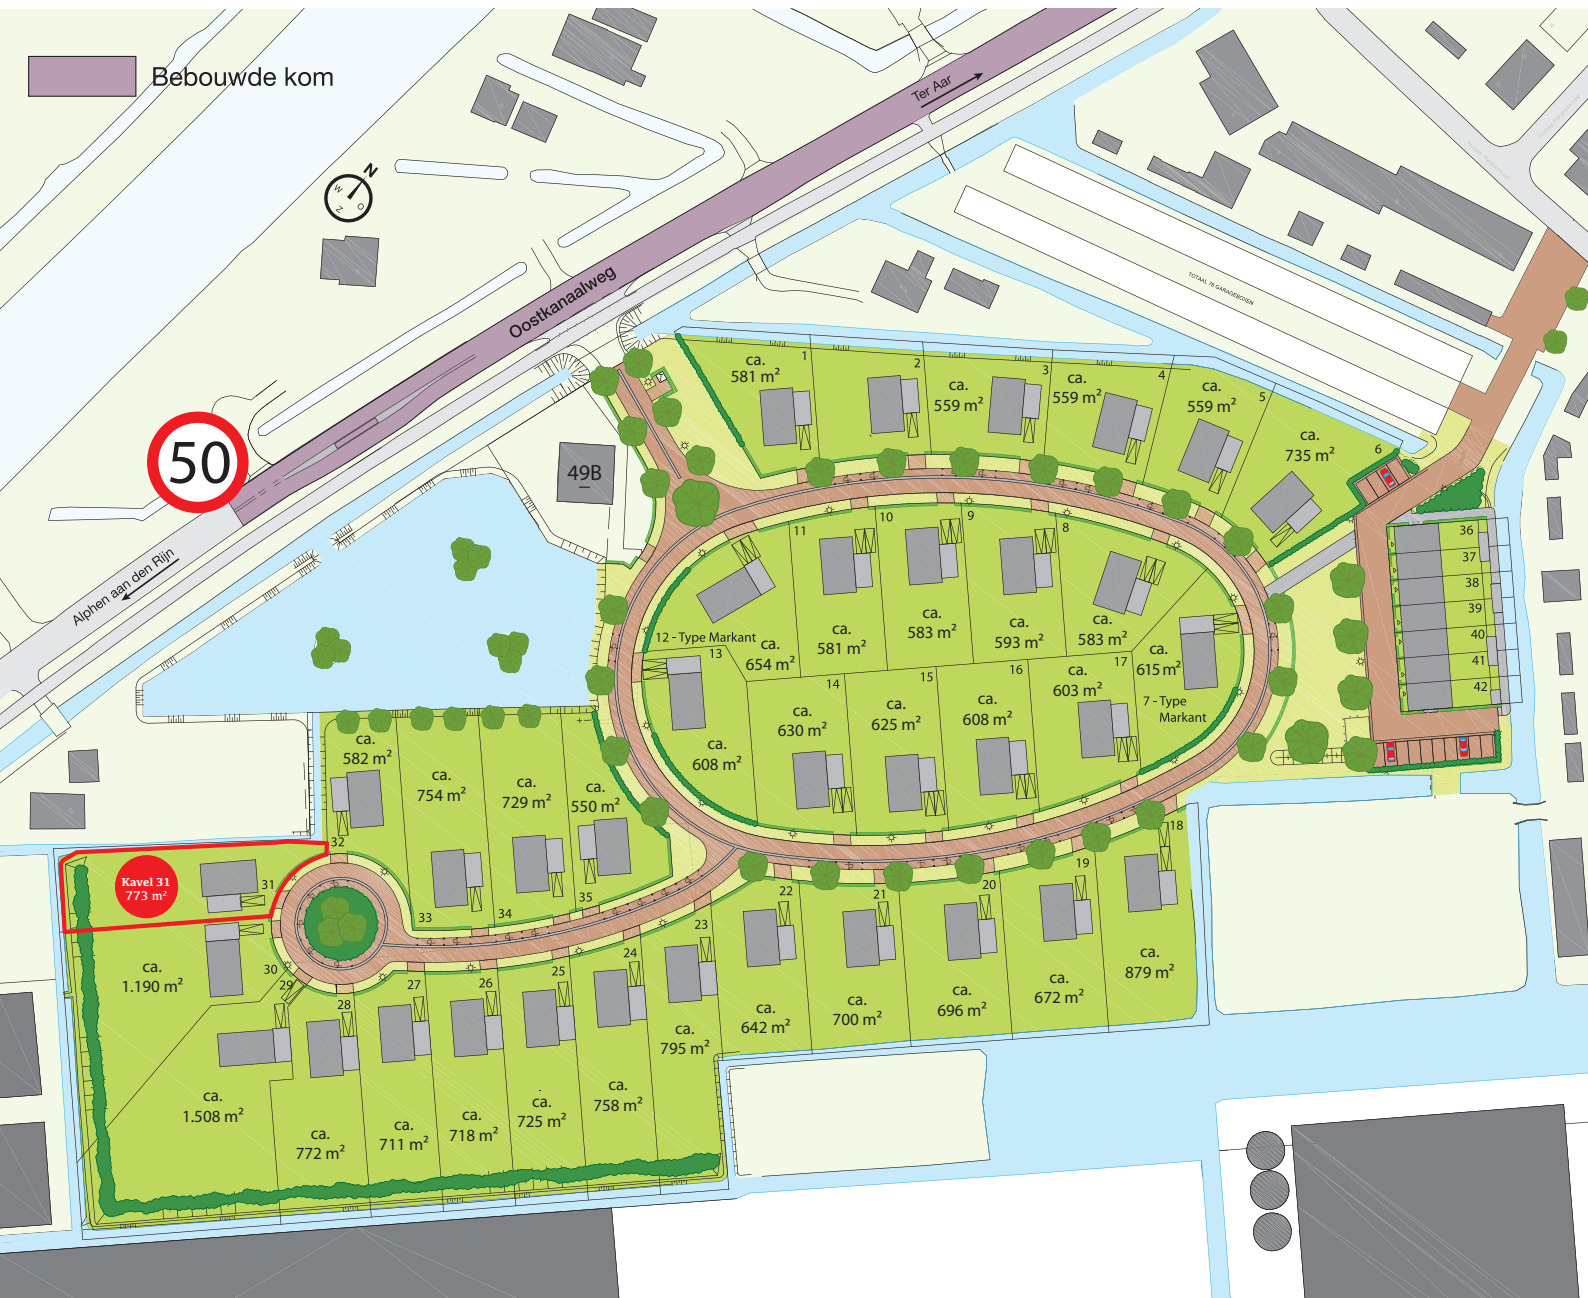 Bebouwde kom
Ter Aar
N
W
O
Z
TOTAAL 78 GARAGEBOXEN
Oostkanaalweg
50
Alphen aan den Rijn
49B
ca.
581 m²
1
2
ca.
559 m²
3
ca.
559 m²
4
ca.
559 m²
5
ca.
735 m²
6
36
37
38
39
40
41
42
11
10
9
8
12 - Type Markant
ca.
654 m²
ca.
581 m²
ca.
583 m²
ca.
593 m²
ca.
583 m²
ca.
615 m²
7 - Type
Markant
13
14
15
16
17
ca.
608 m²
ca.
630 m²
ca.
625 m²
ca.
608 m²
ca.
603 m²
ca.
582 m²
ca.
754 m²
ca.
729 m²
ca.
550 m²
32
33
34
35
Kavel 31
773 m²
31
30
29
28
27
26
25
24
23
22
21
20
19
18
ca.
1.190 m²
ca.
1.508 m²
ca.
772 m²
ca.
711 m²
ca.
718 m²
ca.
725 m²
ca.
758 m²
ca.
795 m²
ca.
642 m²
ca.
700 m²
ca.
696 m²
ca.
672 m²
ca.
879 m²